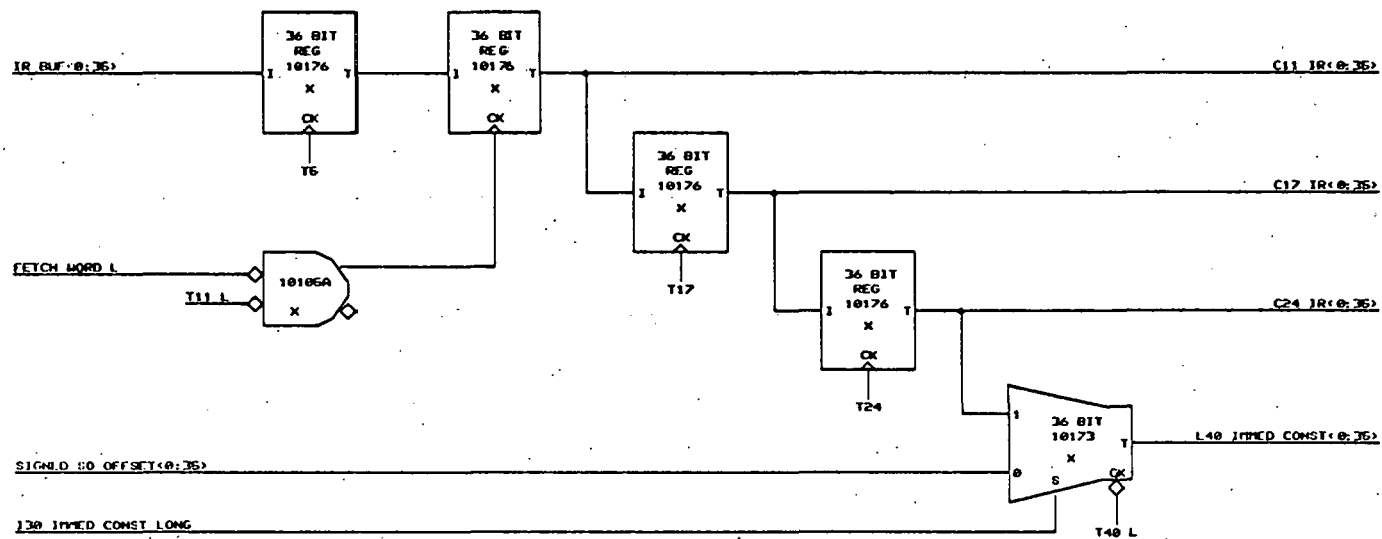 36 BIT
REG
10176
I T
X
CK
T6
36 BIT
REG
10176
I T
X
CK
IR BUF<0:35>
C11 IR<0:35>
36 BIT
REG
10176
I T
X
CK
T17
C17 IR<0:35>
FETCH WORD L
T11 L
10106A
X
36 BIT
REG
10176
I T
X
CK
T24
C24 IR<0:35>
1
36 BIT
10173
T
X
0
S
CK
T40 L
L40 IMMED CONST<0:35>
SIGNED SO OFFSET<0:35>
IMMED CONST LONG